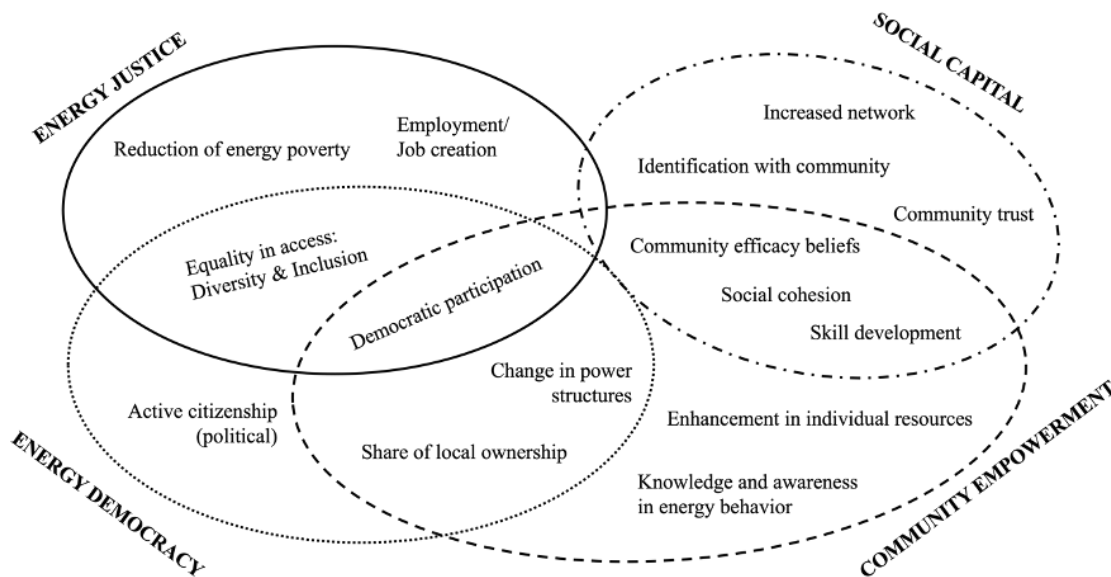 ENERGY JUSTICE
SOCIAL CAPITAL
Reduction of energy poverty
Employment/
Job creation
Increased network
Identification with community
Community trust
Equality in access:
Diversity & Inclusion
Democratic participation
Community efficacy beliefs
Social cohesion
Skill development
Change in power
structures
Active citizenship
(political)
Share of local ownership
Enhancement in individual resources
Knowledge and awareness
in energy behavior
ENERGY DEMOCRACY
COMMUNITY EMPOWERMENT